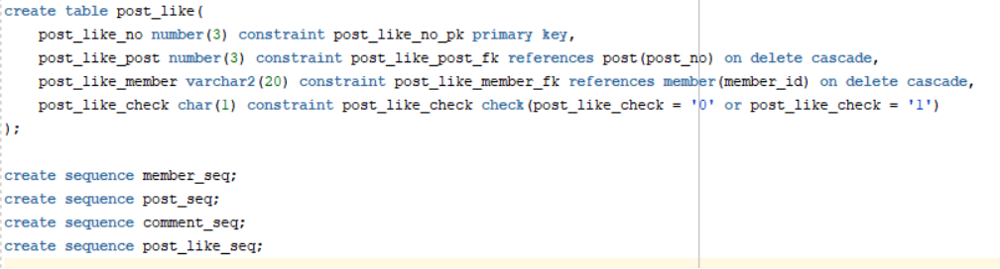 create table post_like(
    post_like_no number(3) constraint post_like_no_pk primary key,
    post_like_post number(3) constraint post_like_post_fk references post(post_no) on delete cascade,
    post_like_member varchar2(20) constraint post_like_member_fk references member(member_id) on delete cascade,
    post_like_check char(1) constraint post_like_check check(post_like_check = '0' or post_like_check = '1')
);
create sequence member_seq;
create sequence post_seq;
create sequence comment_seq;
create sequence post_like_seq;